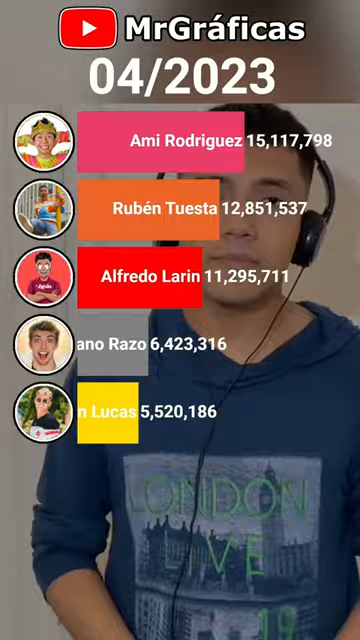 MrGráficas
04/2023
Ami Rodriguez 15,117,798
Rubén Tuesta 12,851,537
Alfredo Larin 11,295,711
ano Razo 6,423,316
n Lucas 5,520,186
LONDON
LIVE
19